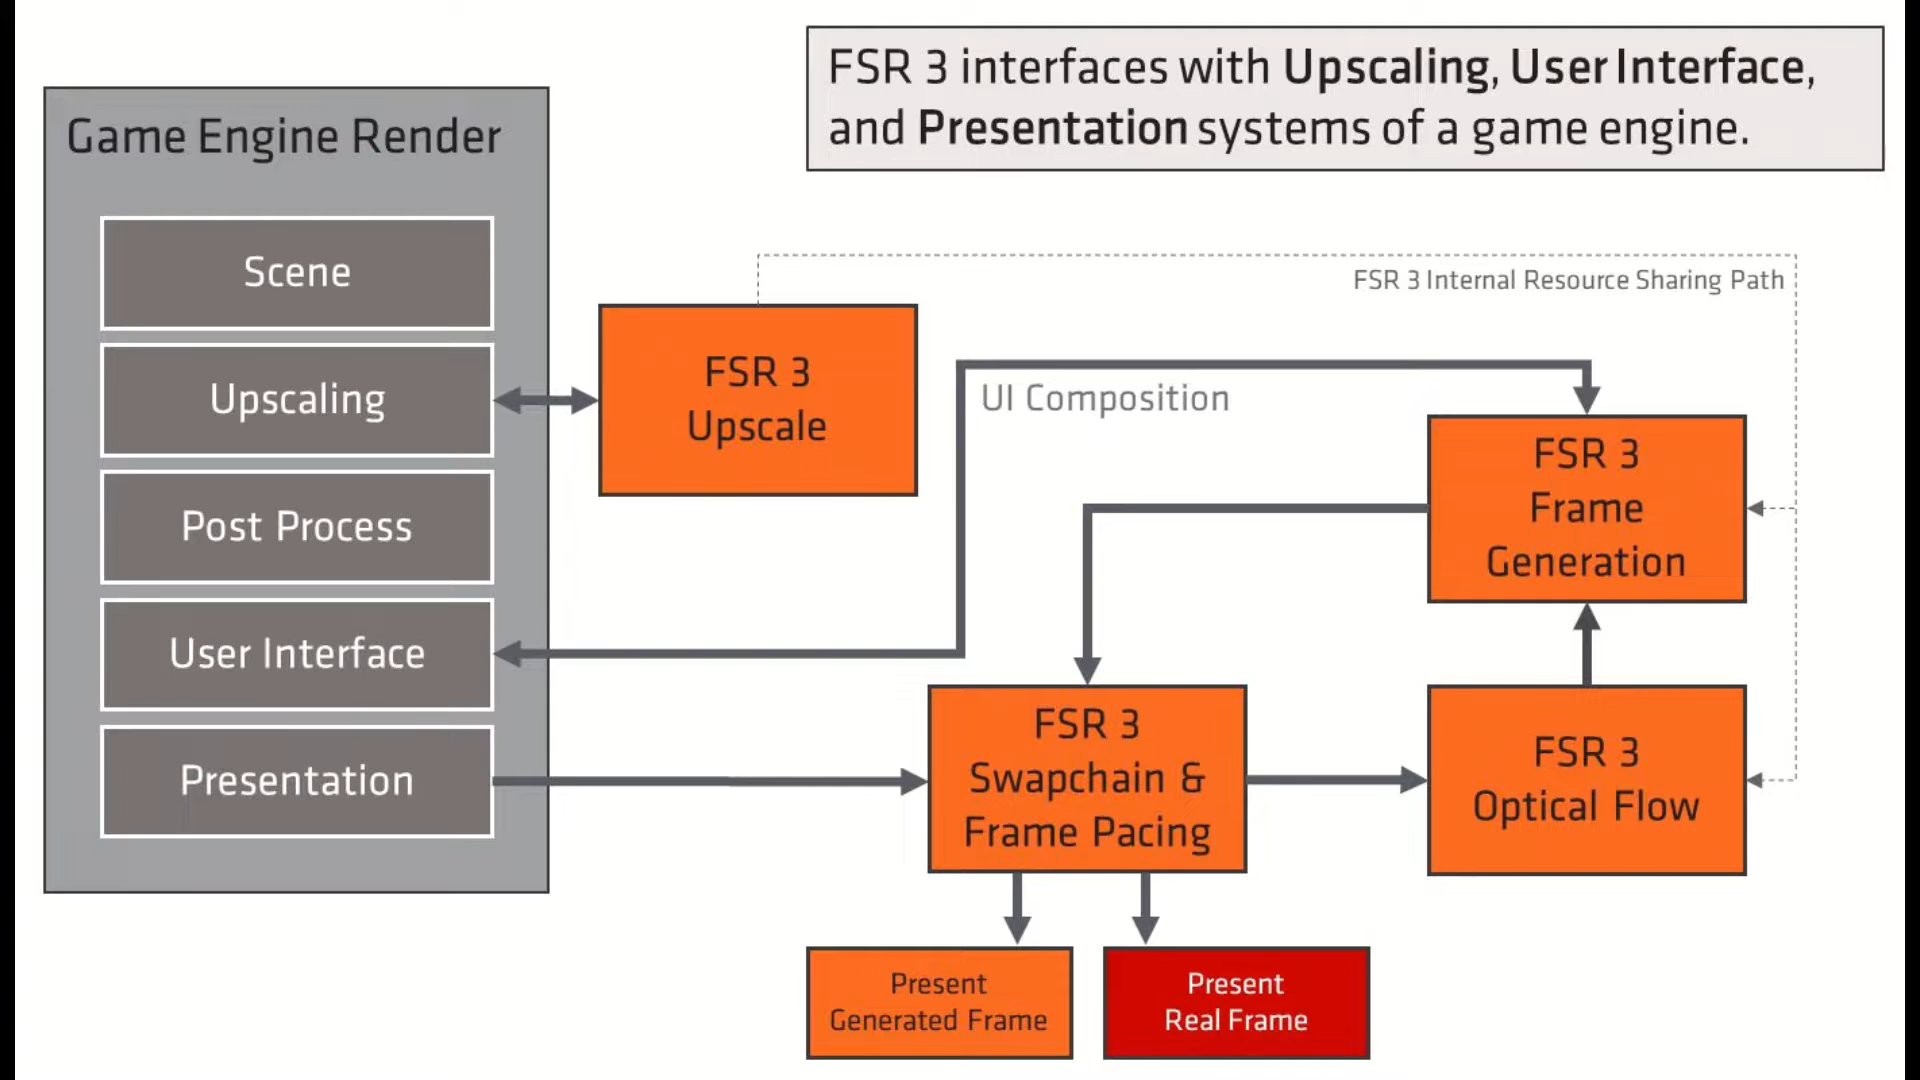 FSR 3 interfaces with Upscaling, User Interface,
and Presentation systems of a game engine.
Game Engine Render
Scene
Upscaling
Post Process
User Interface
Presentation
FSR 3 Internal Resource Sharing Path
FSR 3
Upscale
UI Composition
FSR 3
Frame
Generation
FSR 3
Swapchain &
Frame Pacing
FSR 3
Optical Flow
Present
Generated Frame
Present
Real Frame